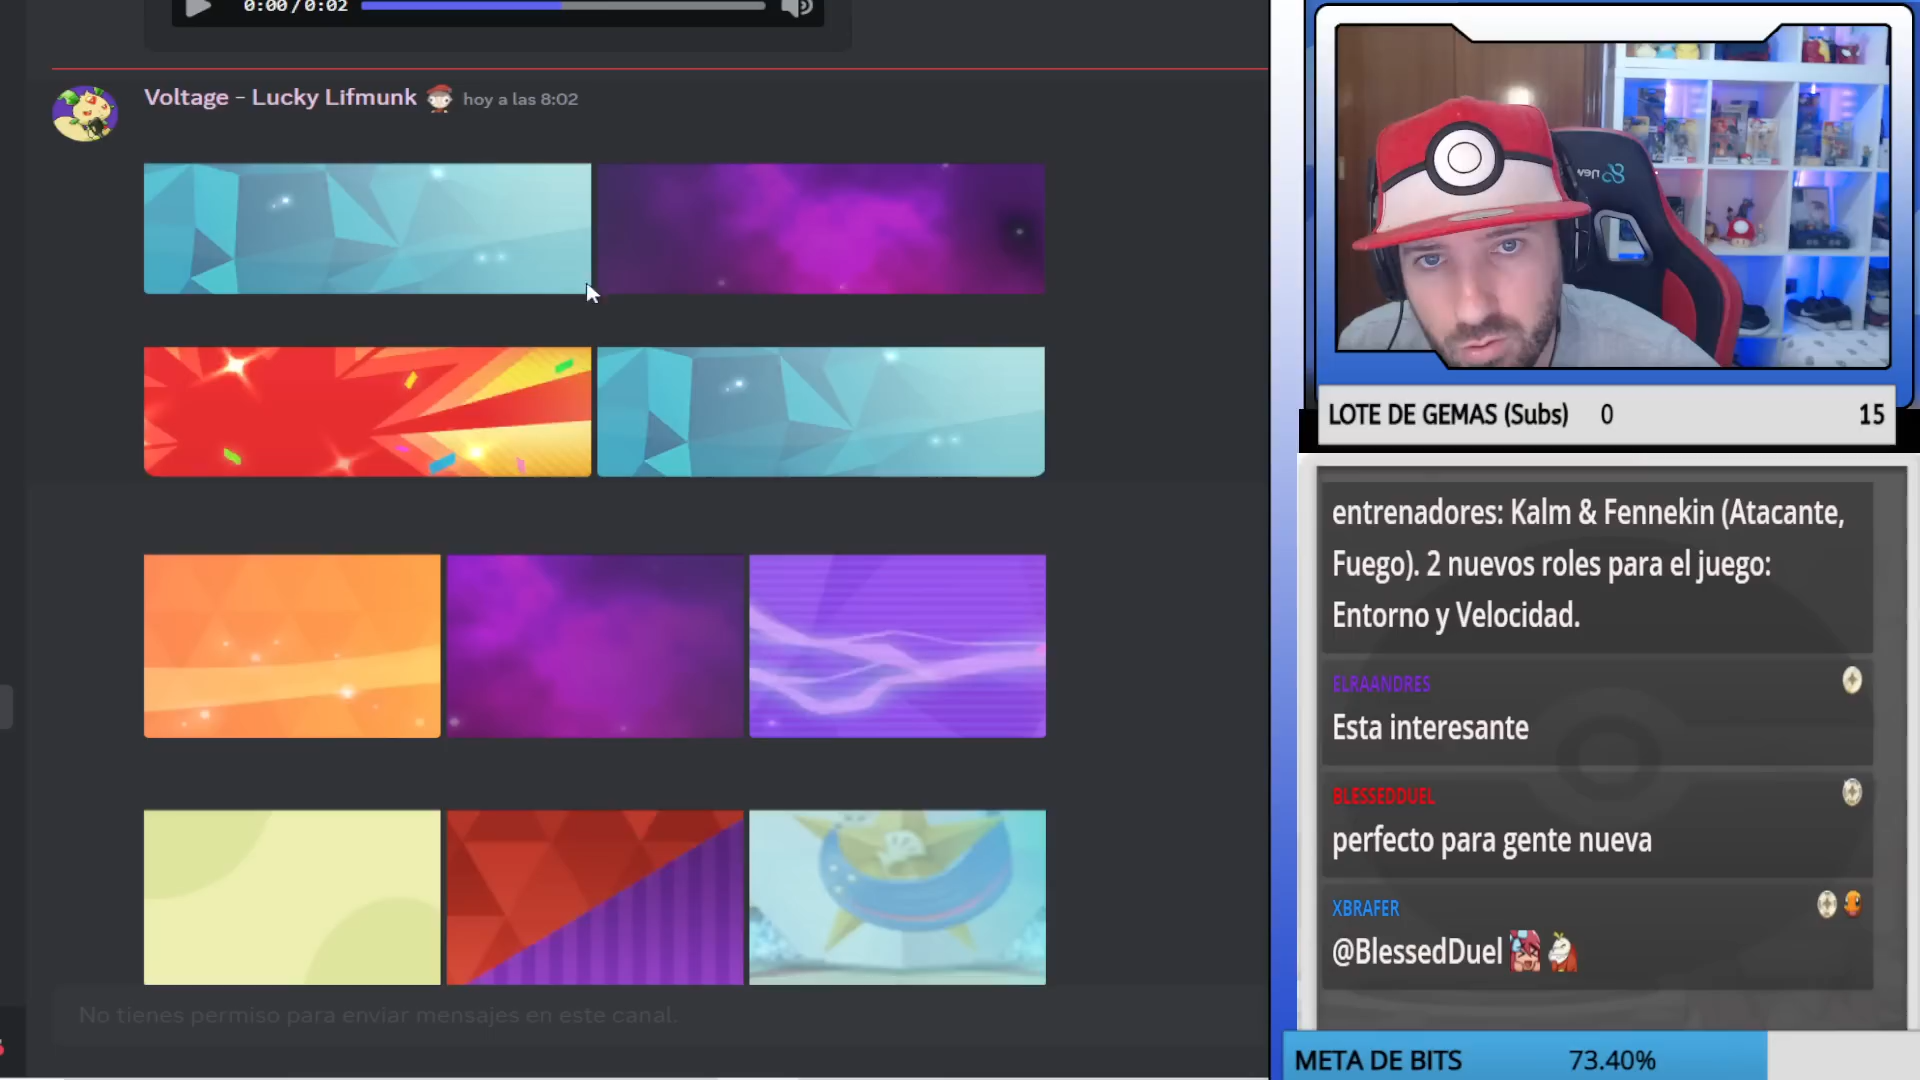 0:00 / 0:02
Voltage - Lucky Lifmunk hoy a las 8:02
No tienes permiso para enviar mensajes en este canal.
LOTE DE GEMAS (Subs) 0 15
entrenadores: Kalm & Fennekin (Atacante,
Fuego). 2 nuevos roles para el juego:
Entorno y Velocidad.
ELRAANDRES
Esta interesante
BLESSEDDUEL
perfecto para gente nueva
XBRAFER
@BlessedDuel
META DE BITS 73.40%